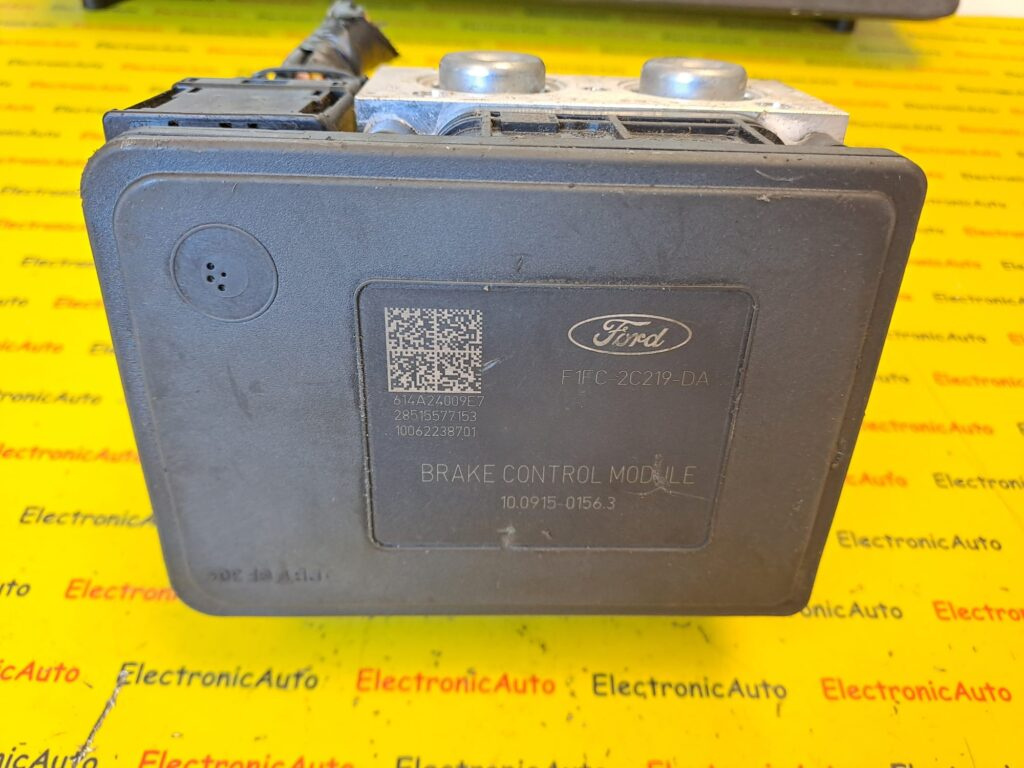 Ford
F1FC-2C219-DA
614A24009E7
28515577153
10062238701
BRAKE CONTROL MODULE
10.0915-0156.3
ElectronicAuto
ElectronicAuto
ElectronicAuto
ElectronicAuto
ElectronicAuto
ElectronicAuto